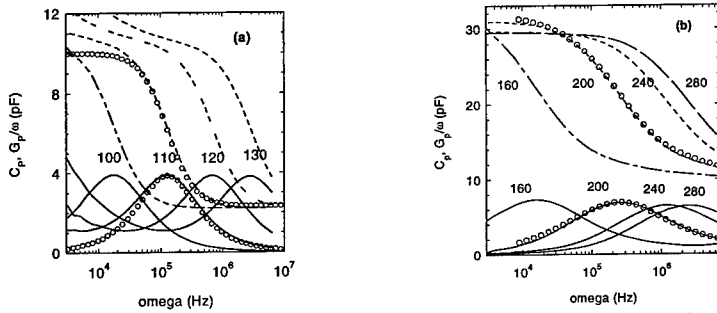 (a)
12
8
4
0
C_P, G_P/ω (pF)
100 110 120 130
10^4 10^5 10^6 10^7
omega (Hz)
(b)
30
20
10
0
C_P, G_P/ω (pF)
160 200 240 280
160 200 240 280
10^4 10^5 10^6
omega (Hz)